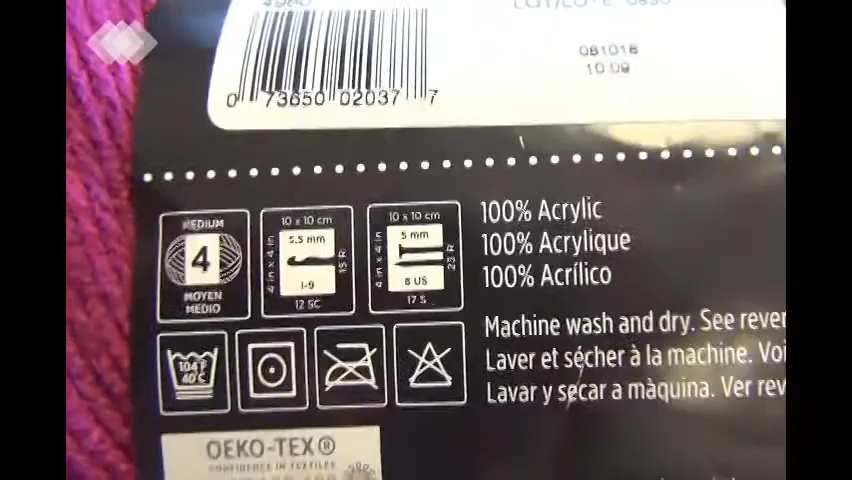 0 73650 02037 7
081018
10:09
MEDIUM
4
MOYEN
MEDIO
10 x 10 cm
4 in x 4 in
5.5 mm
I-9
15 R
12 SC
10 x 10 cm
4 in x 4 in
5 mm
8 US
23 R
17 S
100% Acrylic
100% Acrylique
100% Acrílico
104 F
40 C
Machine wash and dry. See rever
Laver et sécher à la machine. Voi
Lavar y secar a màquina. Ver rev
OEKO-TEX®
CONFIDENCE IN TEXTILES